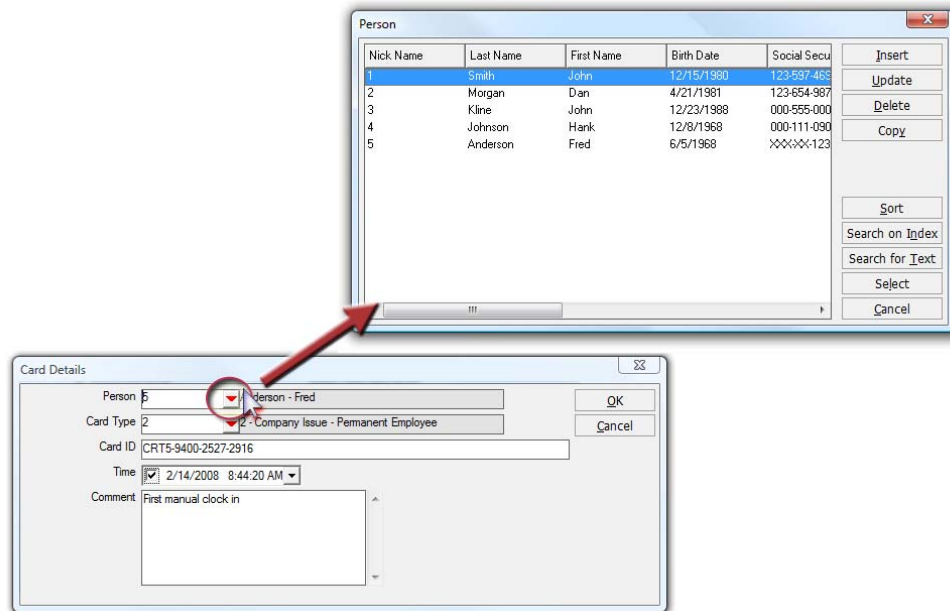 Person
Nick Name Last Name First Name Birth Date Social Secu
1 Smith John 12/15/1980 123-597-469
2 Morgan Dan 4/21/1981 123-654-987
3 Kline John 12/23/1988 000-555-000
4 Johnson Hank 12/8/1968 000-111-090
5 Anderson Fred 6/5/1968 XXX-XX-123
Insert
Update
Delete
Copy
Sort
Search on Index
Search for Text
Select
Cancel
Card Details
Person 5 Anderson - Fred
Card Type 2 2 - Company Issue - Permanent Employee
Card ID CRT5-9400-2527-2916
Time 2/14/2008 8:44:20 AM
Comment First manual clock in
OK
Cancel